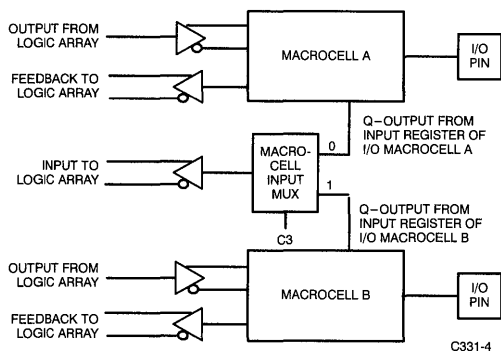 OUTPUT FROM
LOGIC ARRAY
MACROCELL A
I/O
PIN
FEEDBACK TO
LOGIC ARRAY
Q–OUTPUT FROM
INPUT REGISTER OF
I/O MACROCELL A
0
INPUT TO
LOGIC ARRAY
MACRO-
CELL
INPUT
MUX
1
C3
Q–OUTPUT FROM
INPUT REGISTER OF
I/O MACROCELL B
OUTPUT FROM
LOGIC ARRAY
MACROCELL B
I/O
PIN
FEEDBACK TO
LOGIC ARRAY
C331-4